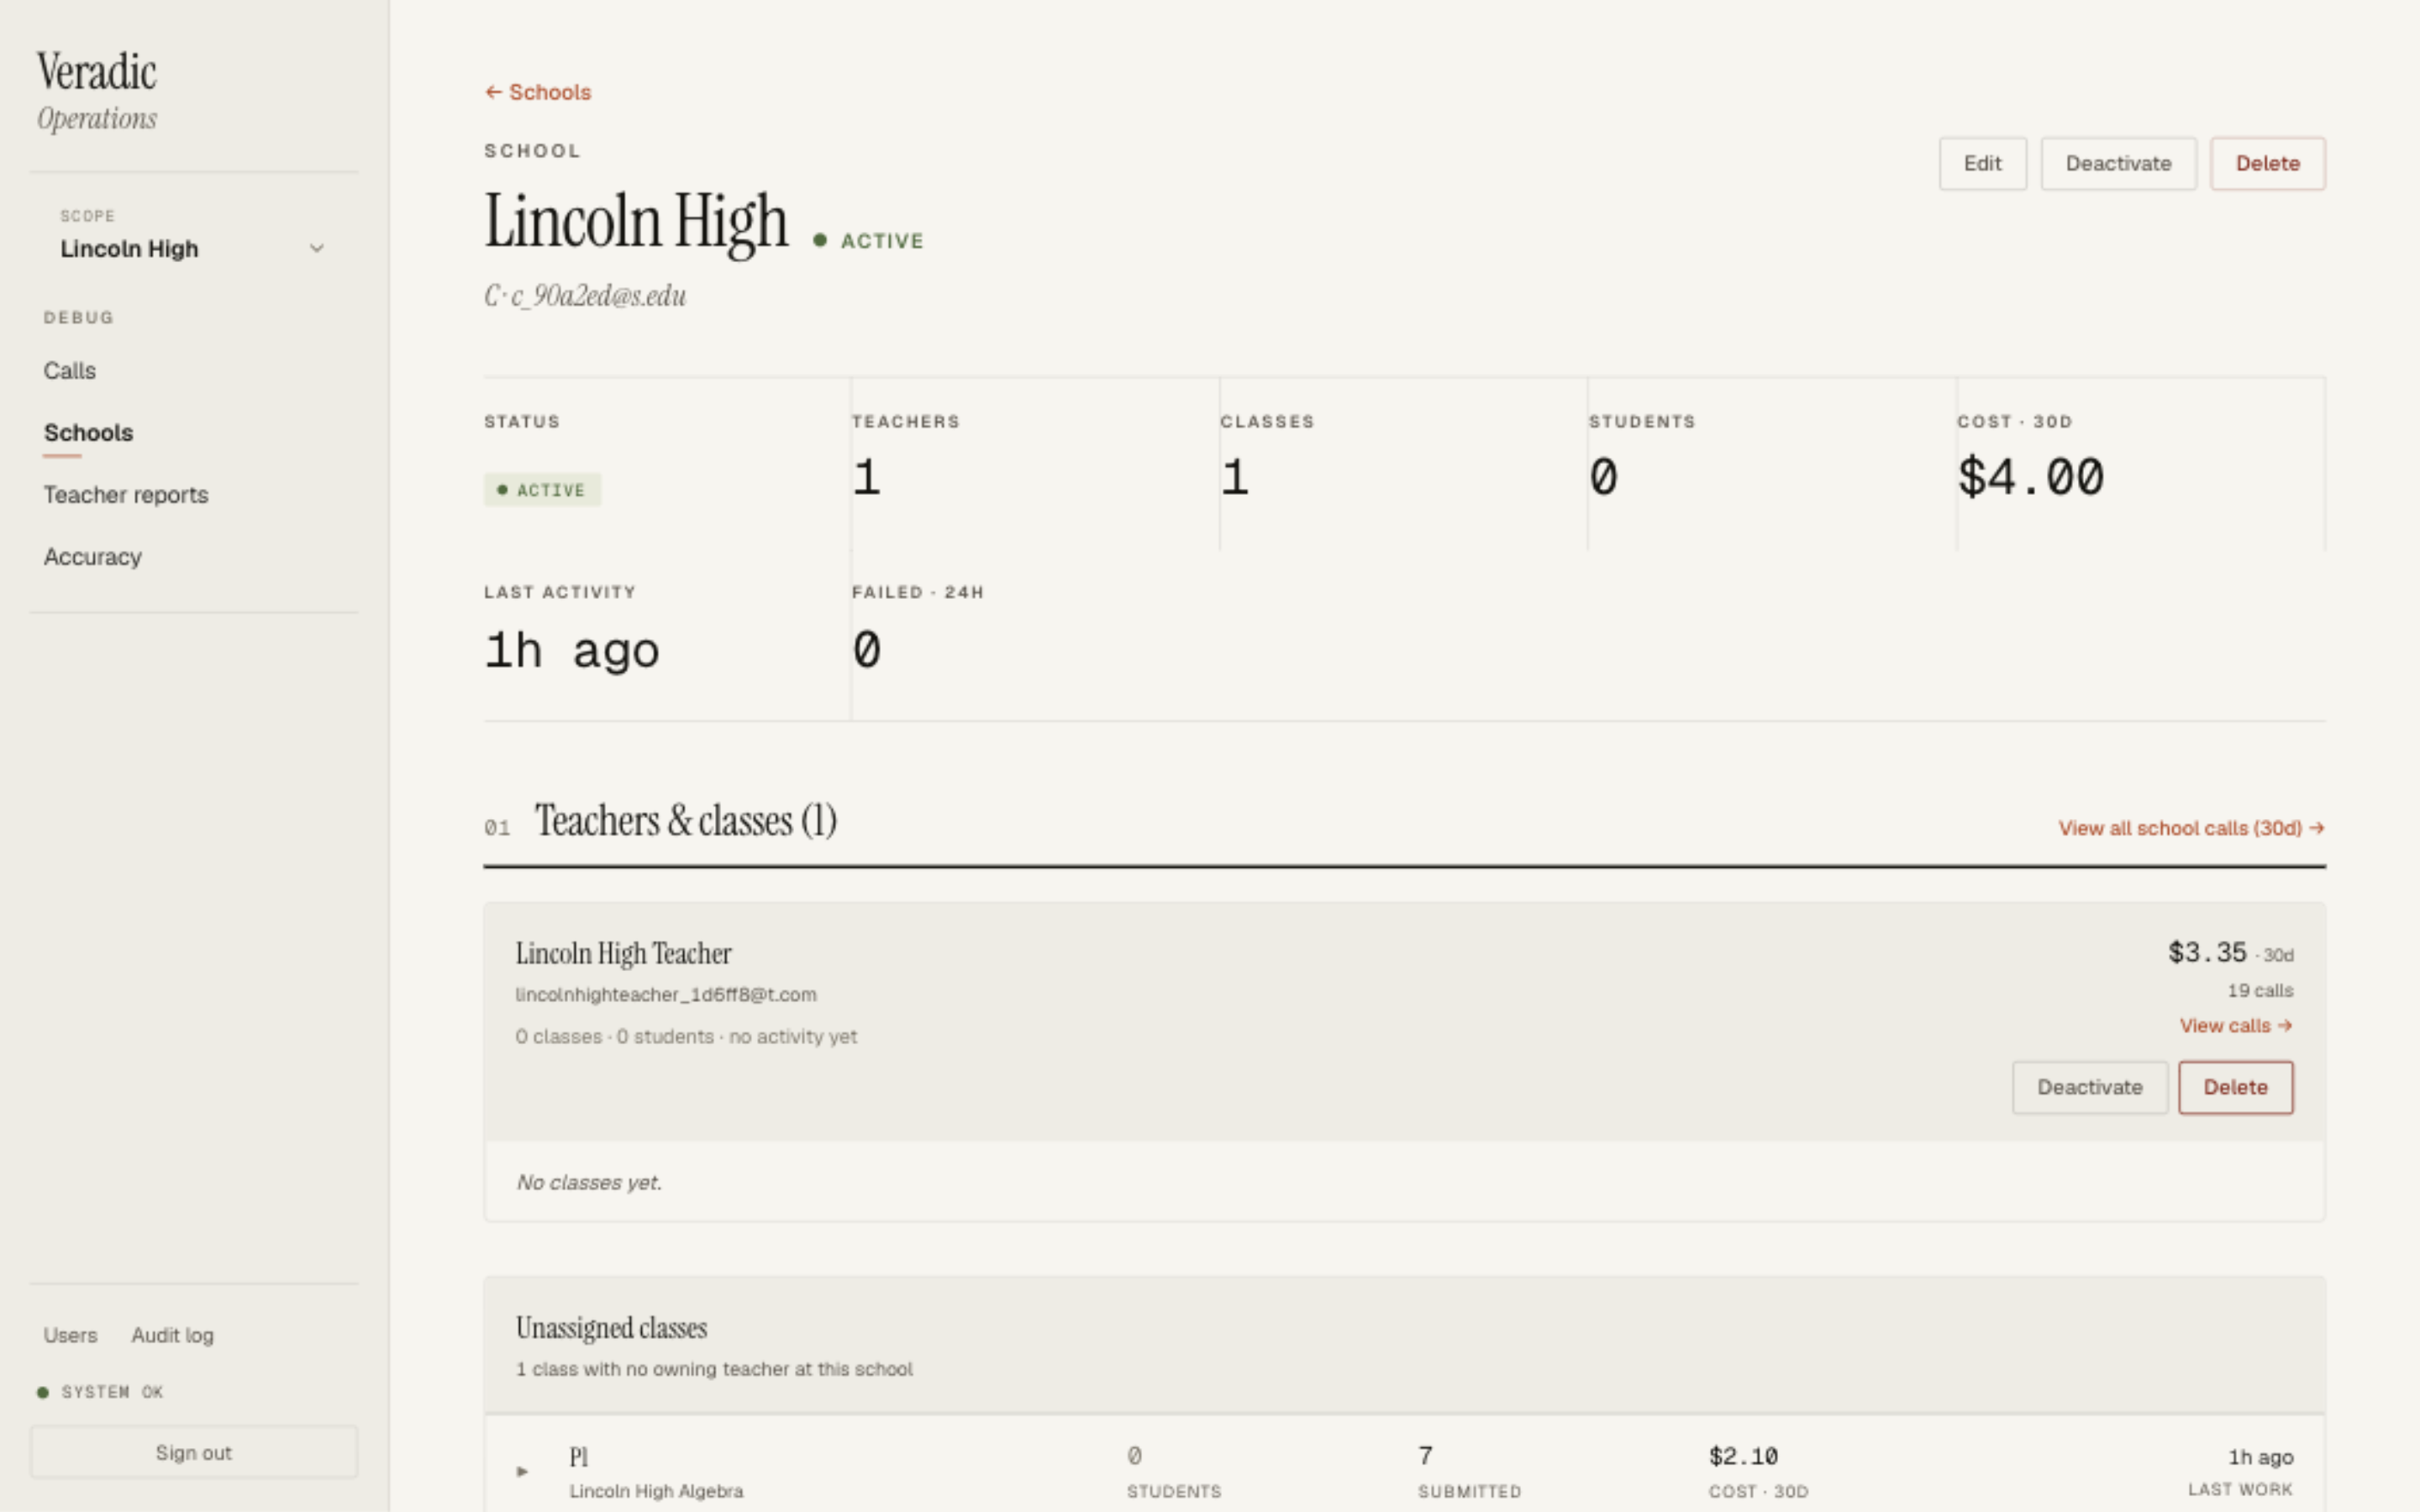 Veradic
Operations
SCOPE
Lincoln High
DEBUG
Calls
Schools
Teacher reports
Accuracy
Users Audit log
SYSTEM OK
Sign out
← Schools
SCHOOL
Edit Deactivate Delete
Lincoln High ACTIVE
C · c_90a2ed@s.edu
STATUS TEACHERS CLASSES STUDENTS COST · 30D
ACTIVE 1 1 0 $4.00
LAST ACTIVITY FAILED · 24H
1h ago 0
01 Teachers & classes (1) View all school calls (30d) →
Lincoln High Teacher $3.35 · 30d
lincolnhighteacher_1d6ff8@t.com 19 calls
0 classes · 0 students · no activity yet View calls →
Deactivate Delete
No classes yet.
Unassigned classes
1 class with no owning teacher at this school
P1 0 7 $2.10 1h ago
Lincoln High Algebra STUDENTS SUBMITTED COST · 30D LAST WORK